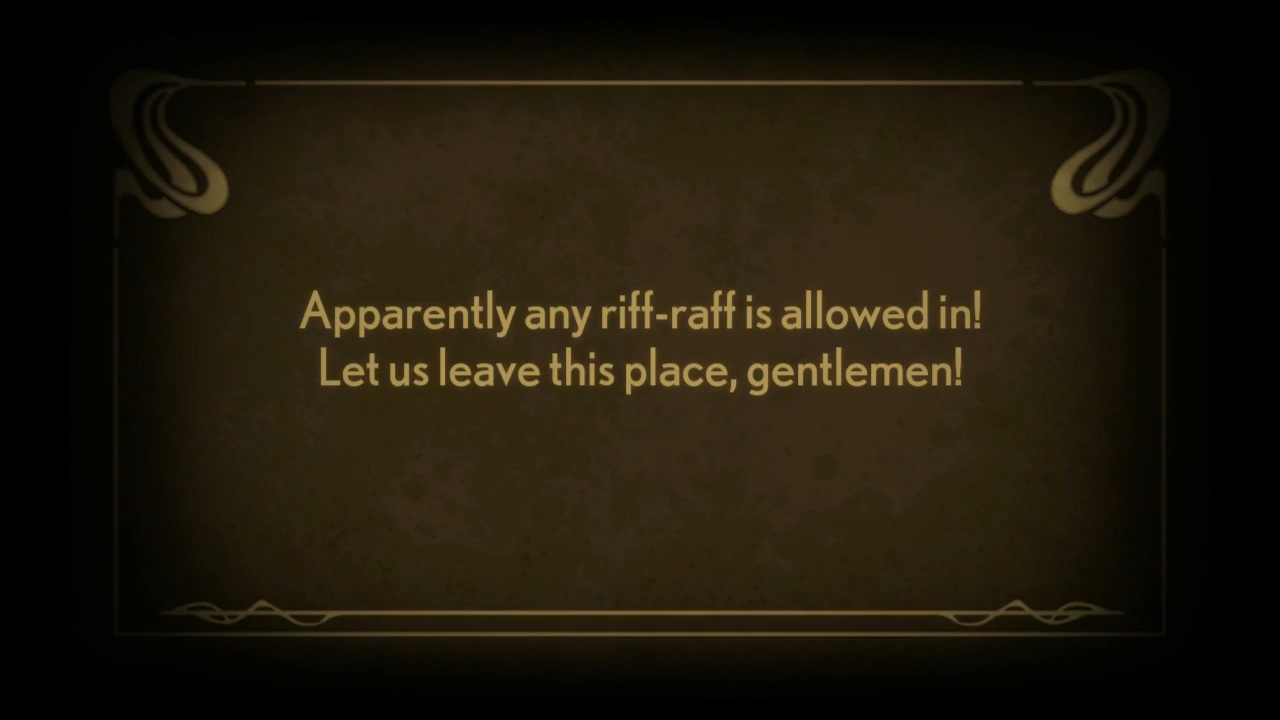 Apparently any riff-raff is allowed in!
Let us leave this place, gentlemen!